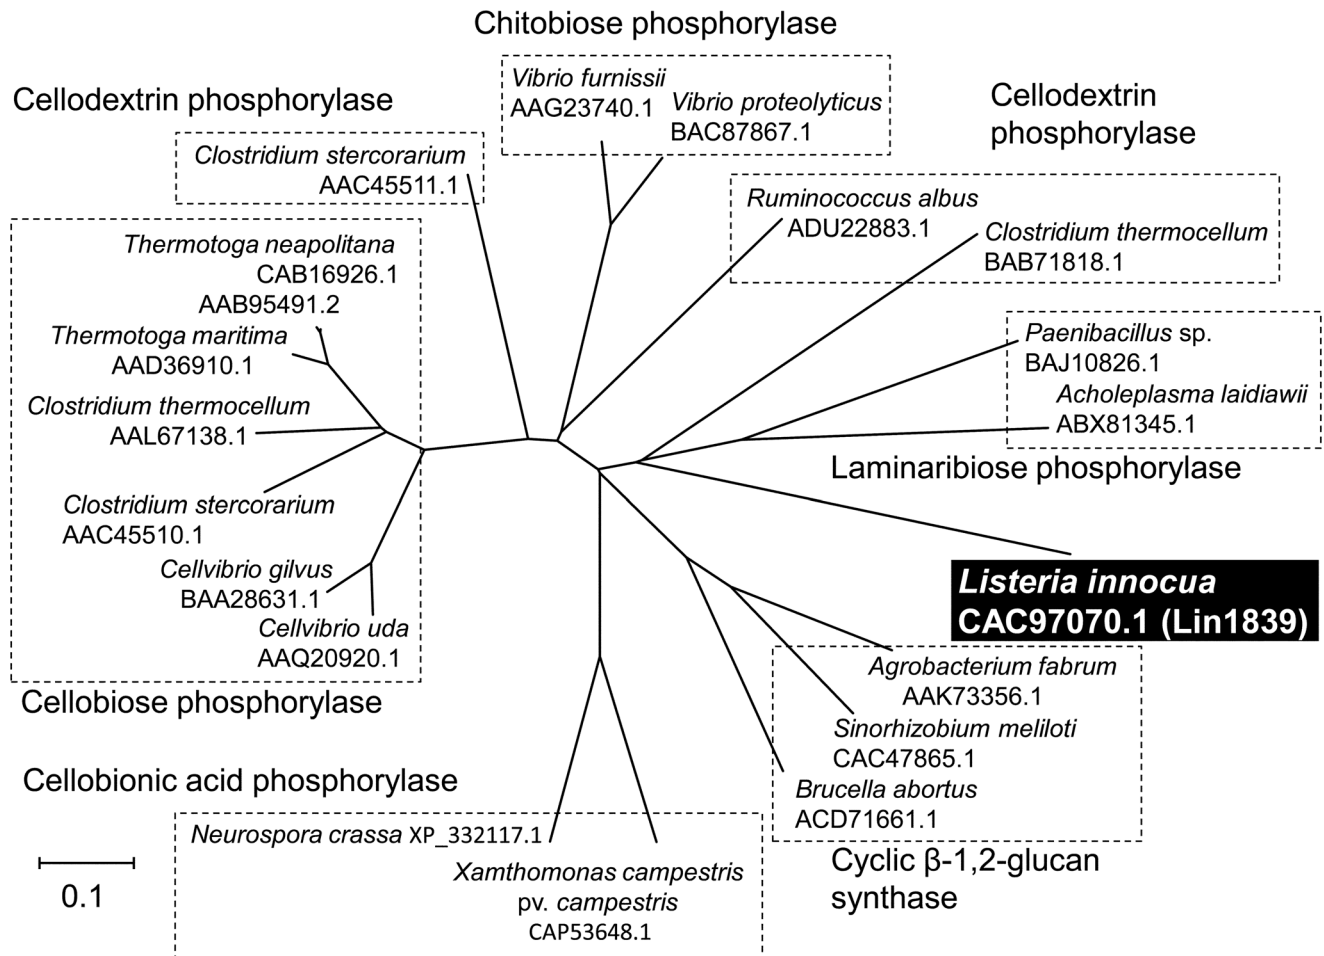 Chitobiose phosphorylase
Vibrio furnissii
AAG23740.1
Vibrio proteolyticus
BAC87867.1
Cellodextrin phosphorylase
Clostridium stercorarium
AAC45511.1
Cellodextrin
phosphorylase
Ruminococcus albus
ADU22883.1
Clostridium thermocellum
BAB71818.1
Thermotoga neapolitana
CAB16926.1
AAB95491.2
Thermotoga maritima
AAD36910.1
Clostridium thermocellum
AAL67138.1
Clostridium stercorarium
AAC45510.1
Cellvibrio gilvus
BAA28631.1
Cellvibrio uda
AAQ20920.1
Cellobiose phosphorylase
Paenibacillus sp.
BAJ10826.1
Acholeplasma laidiawii
ABX81345.1
Laminaribiose phosphorylase
Listeria innocua
CAC97070.1 (Lin1839)
Agrobacterium fabrum
AAK73356.1
Sinorhizobium meliloti
CAC47865.1
Brucella abortus
ACD71661.1
Cyclic β-1,2-glucan
synthase
Cellobionic acid phosphorylase
Neurospora crassa XP_332117.1
Xamthomonas campestris
pv. campestris
CAP53648.1
0.1